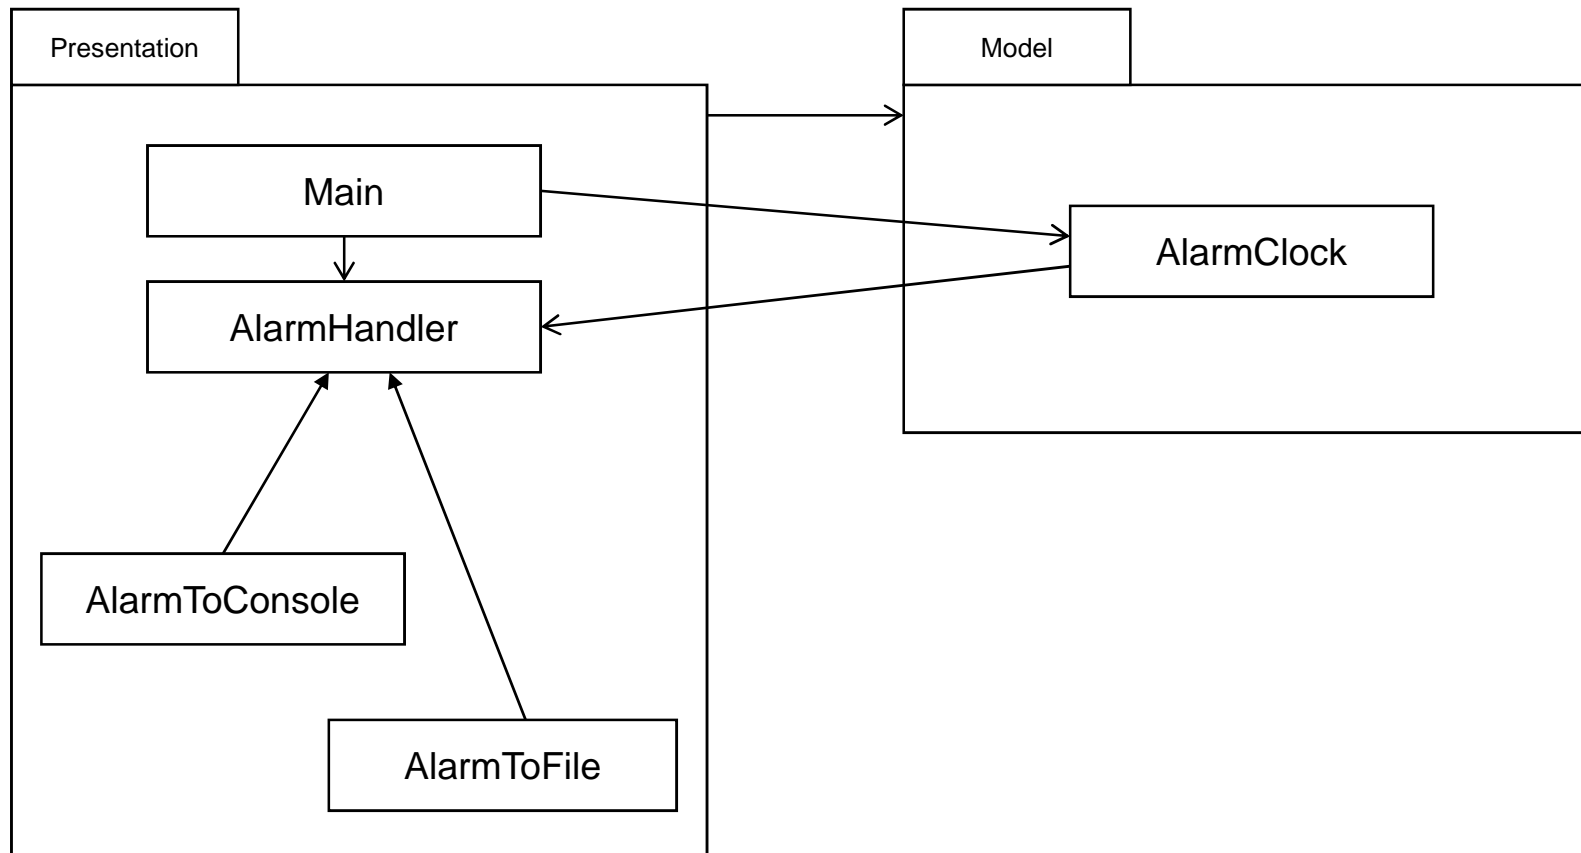 Presentation
Model
Main
AlarmClock
AlarmHandler
AlarmToConsole
AlarmToFile